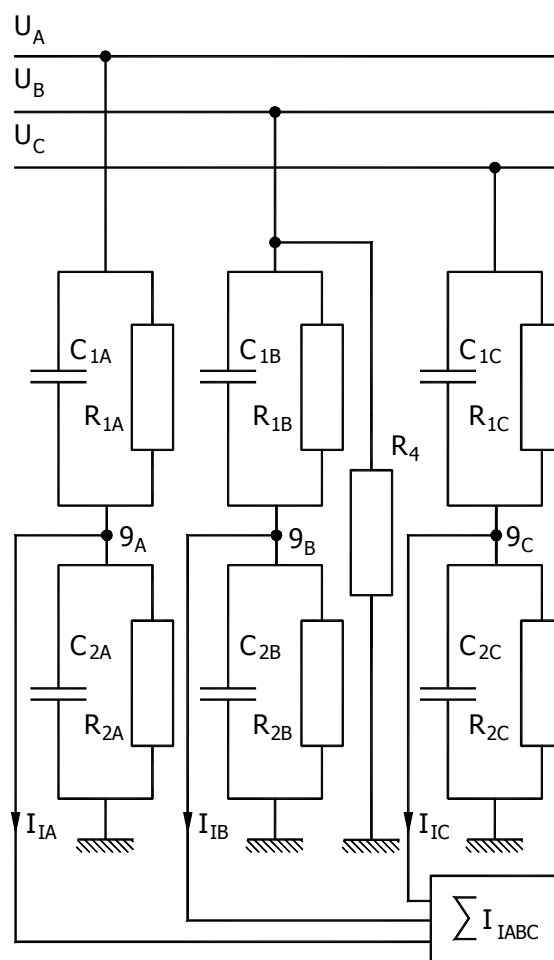 U_A
U_B
U_C
C_1A
C_1B
C_1C
R_1A
R_1B
R_1C
R_4
9_A
9_B
9_C
C_2A
C_2B
C_2C
R_2A
R_2B
R_2C
I_IA
I_IB
I_IC
∑ I_IABC